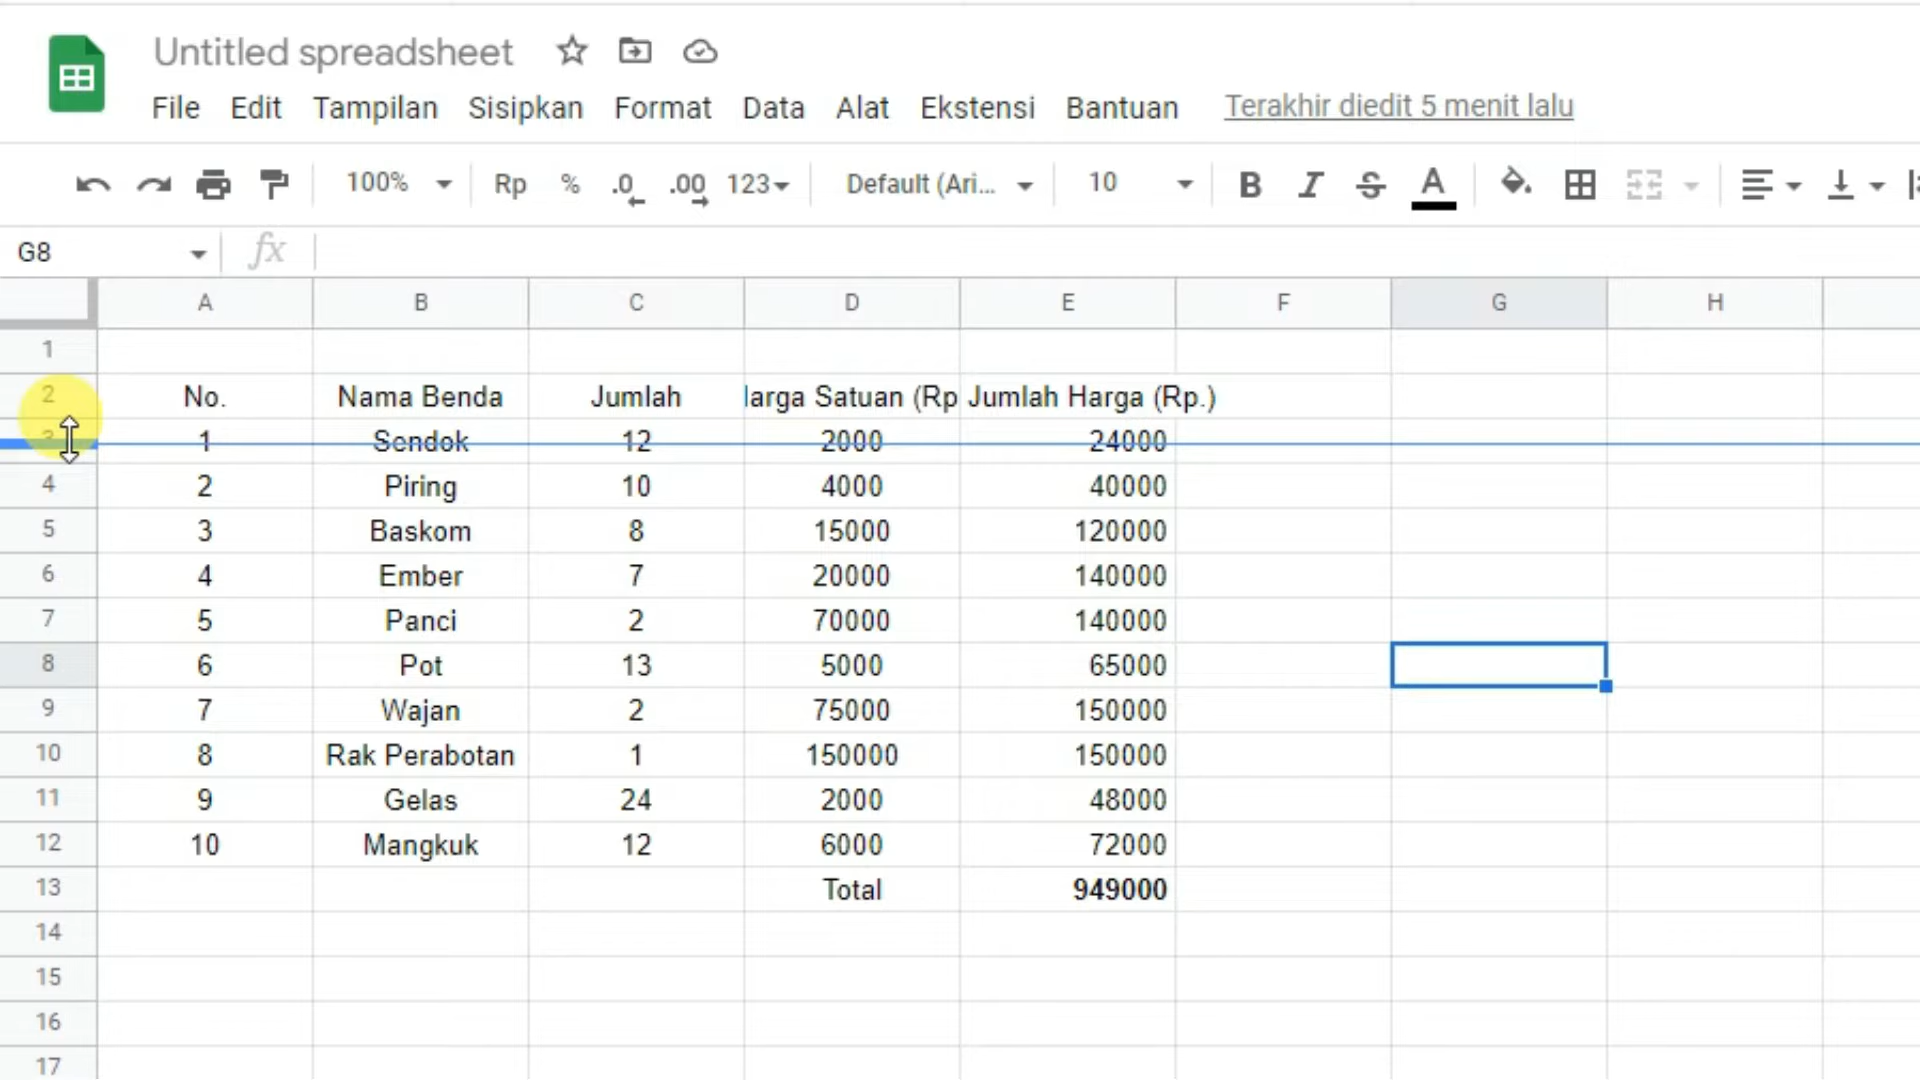 Untitled spreadsheet
File Edit Tampilan Sisipkan Format Data Alat Ekstensi Bantuan Terakhir diedit 5 menit lalu
100% Rp % .0 .00 123 Default (Ari... 10 B I S A
G8 fx
A B C D E F G H
1
2 No. Nama Benda Jumlah larga Satuan (Rp Jumlah Harga (Rp.)
3 1 Sendok 12 2000 24000
4 2 Piring 10 4000 40000
5 3 Baskom 8 15000 120000
6 4 Ember 7 20000 140000
7 5 Panci 2 70000 140000
8 6 Pot 13 5000 65000
9 7 Wajan 2 75000 150000
10 8 Rak Perabotan 1 150000 150000
11 9 Gelas 24 2000 48000
12 10 Mangkuk 12 6000 72000
13 Total 949000
14
15
16
17